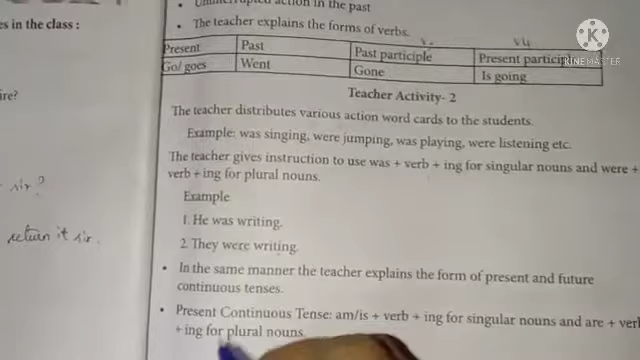 Uninterrupted action in the past
es in the class :
• The teacher explains the forms of verbs.
Present Past Past participle Present participle
Go/ goes Went Gone Is going
KINEMASTER
ire?
Teacher Activity- 2
The teacher distributes various action word cards to the students.
Example: was singing, were jumping, was playing, were listening etc.
The teacher gives instruction to use was + verb + ing for singular nouns and were +
verb +ing for plural nouns.
sir?
Example
1. He was writing.
return it sir.
2. They were writing.
• In the same manner the teacher explains the form of present and future
continuous tenses.
• Present Continuous Tense: am/is + verb + ing for singular nouns and are + verb
+ ing for plural nouns.